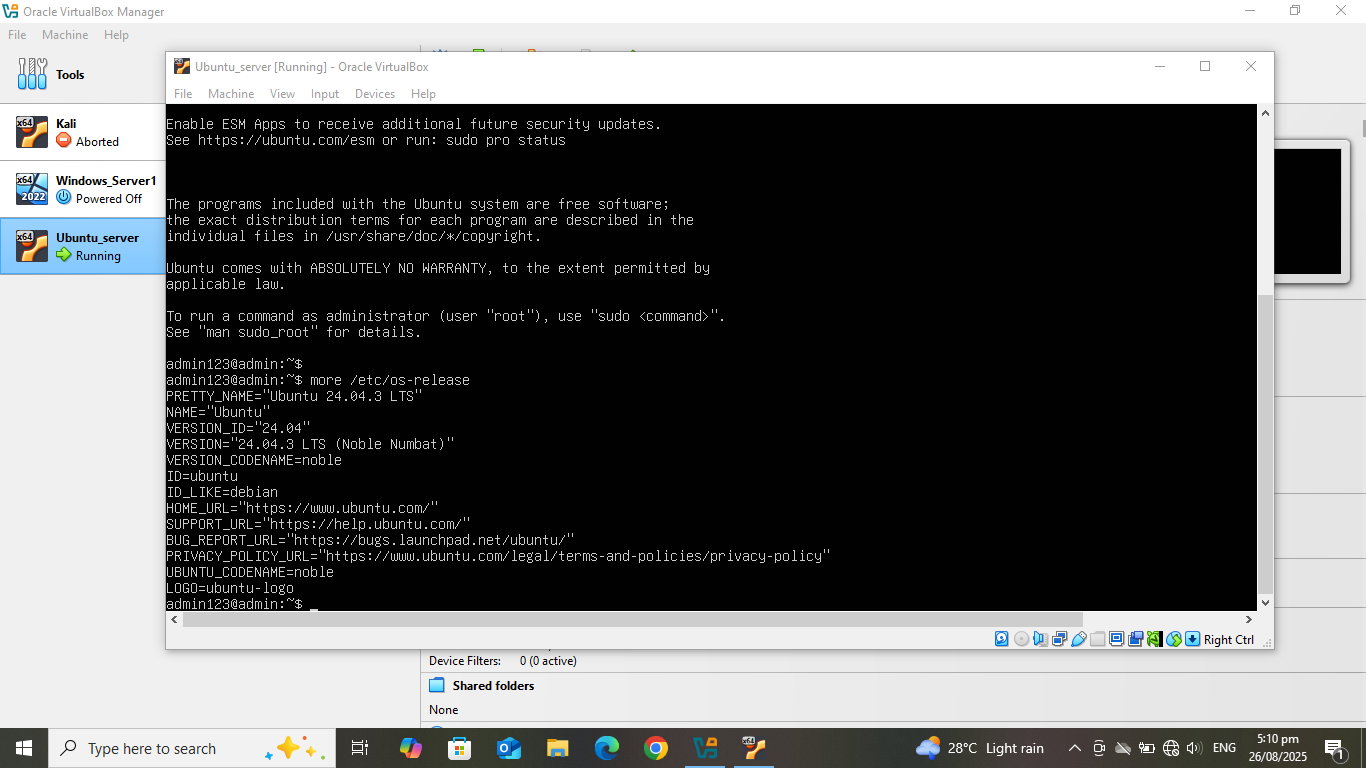 Oracle VirtualBox Manager
File Machine Help
Tools
x64
Kali
Aborted
x64
2022
Windows_Server1
Powered Off
x64
Ubuntu_server
Running
Ubuntu_server [Running] - Oracle VirtualBox
File Machine View Input Devices Help
Enable ESM Apps to receive additional future security updates.
See https://ubuntu.com/esm or run: sudo pro status
The programs included with the Ubuntu system are free software;
the exact distribution terms for each program are described in the
individual files in /usr/share/doc/*/copyright.
Ubuntu comes with ABSOLUTELY NO WARRANTY, to the extent permitted by
applicable law.
To run a command as administrator (user "root"), use "sudo <command>".
See "man sudo_root" for details.
admin123@admin:~$
admin123@admin:~$ more /etc/os-release
PRETTY_NAME="Ubuntu 24.04.3 LTS"
NAME="Ubuntu"
VERSION_ID="24.04"
VERSION="24.04.3 LTS (Noble Numbat)"
VERSION_CODENAME=noble
ID=ubuntu
ID_LIKE=debian
HOME_URL="https://www.ubuntu.com/"
SUPPORT_URL="https://help.ubuntu.com/"
BUG_REPORT_URL="https://bugs.launchpad.net/ubuntu/"
PRIVACY_POLICY_URL="https://www.ubuntu.com/legal/terms-and-policies/privacy-policy"
UBUNTU_CODENAME=noble
LOGO=ubuntu-logo
admin123@admin:~$ _
Right Ctrl
Device Filters: 0 (0 active)
Shared folders
None
Type here to search
28°C Light rain
ENG
5:10 pm
26/08/2025
1